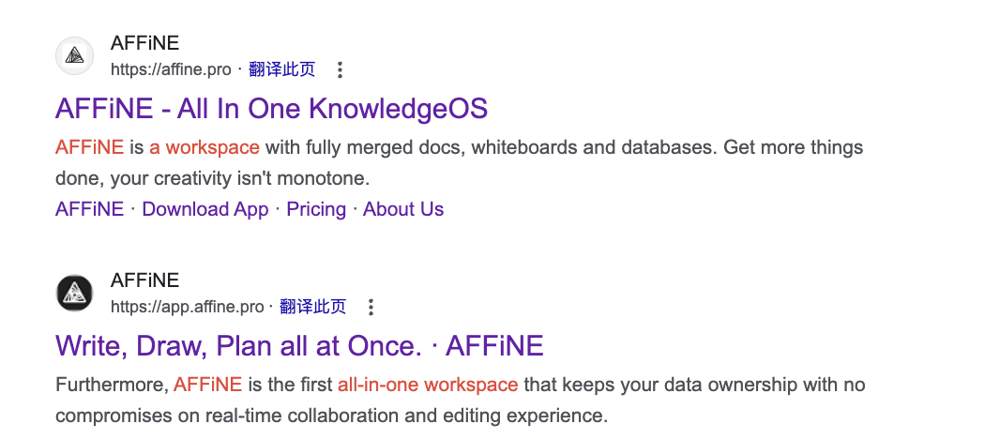 AFFiNE
https://affine.pro · 翻译此页
AFFiNE - All In One KnowledgeOS
AFFiNE is a workspace with fully merged docs, whiteboards and databases. Get more things
done, your creativity isn't monotone.
AFFiNE · Download App · Pricing · About Us
AFFiNE
https://app.affine.pro · 翻译此页
Write, Draw, Plan all at Once. · AFFiNE
Furthermore, AFFiNE is the first all-in-one workspace that keeps your data ownership with no
compromises on real-time collaboration and editing experience.